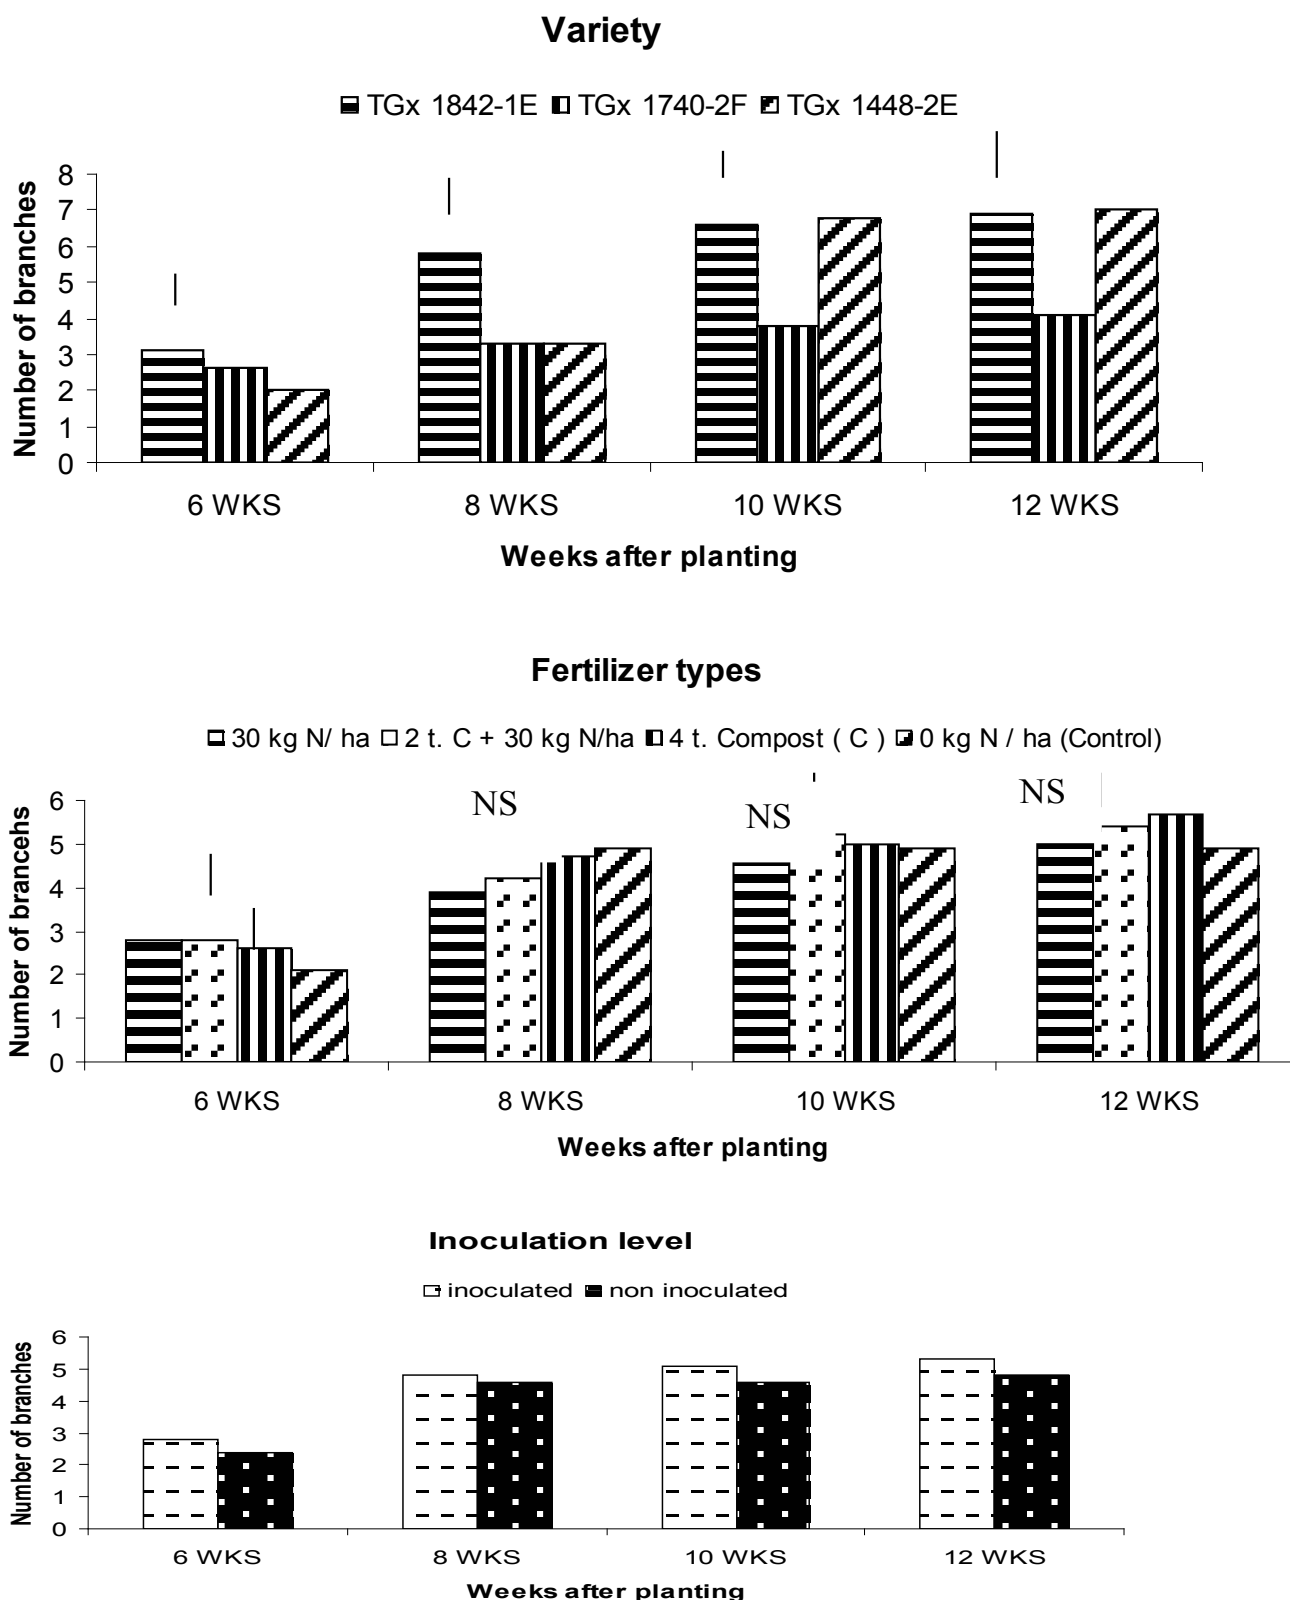 Variety
TGx 1842-1E TGx 1740-2F TGx 1448-2E
Number of branches
8
7
6
5
4
3
2
1
0
6 WKS 8 WKS 10 WKS 12 WKS
Weeks after planting
Fertilizer types
30 kg N/ ha 2 t. C + 30 kg N/ha 4 t. Compost ( C ) 0 kg N / ha (Control)
Number of brancehs
6
5
4
3
2
1
0
NS
NS
NS
6 WKS 8 WKS 10 WKS 12 WKS
Weeks after planting
Inoculation level
inoculated non inoculated
Number of branches
6
5
4
3
2
1
0
6 WKS 8 WKS 10 WKS 12 WKS
Weeks after planting